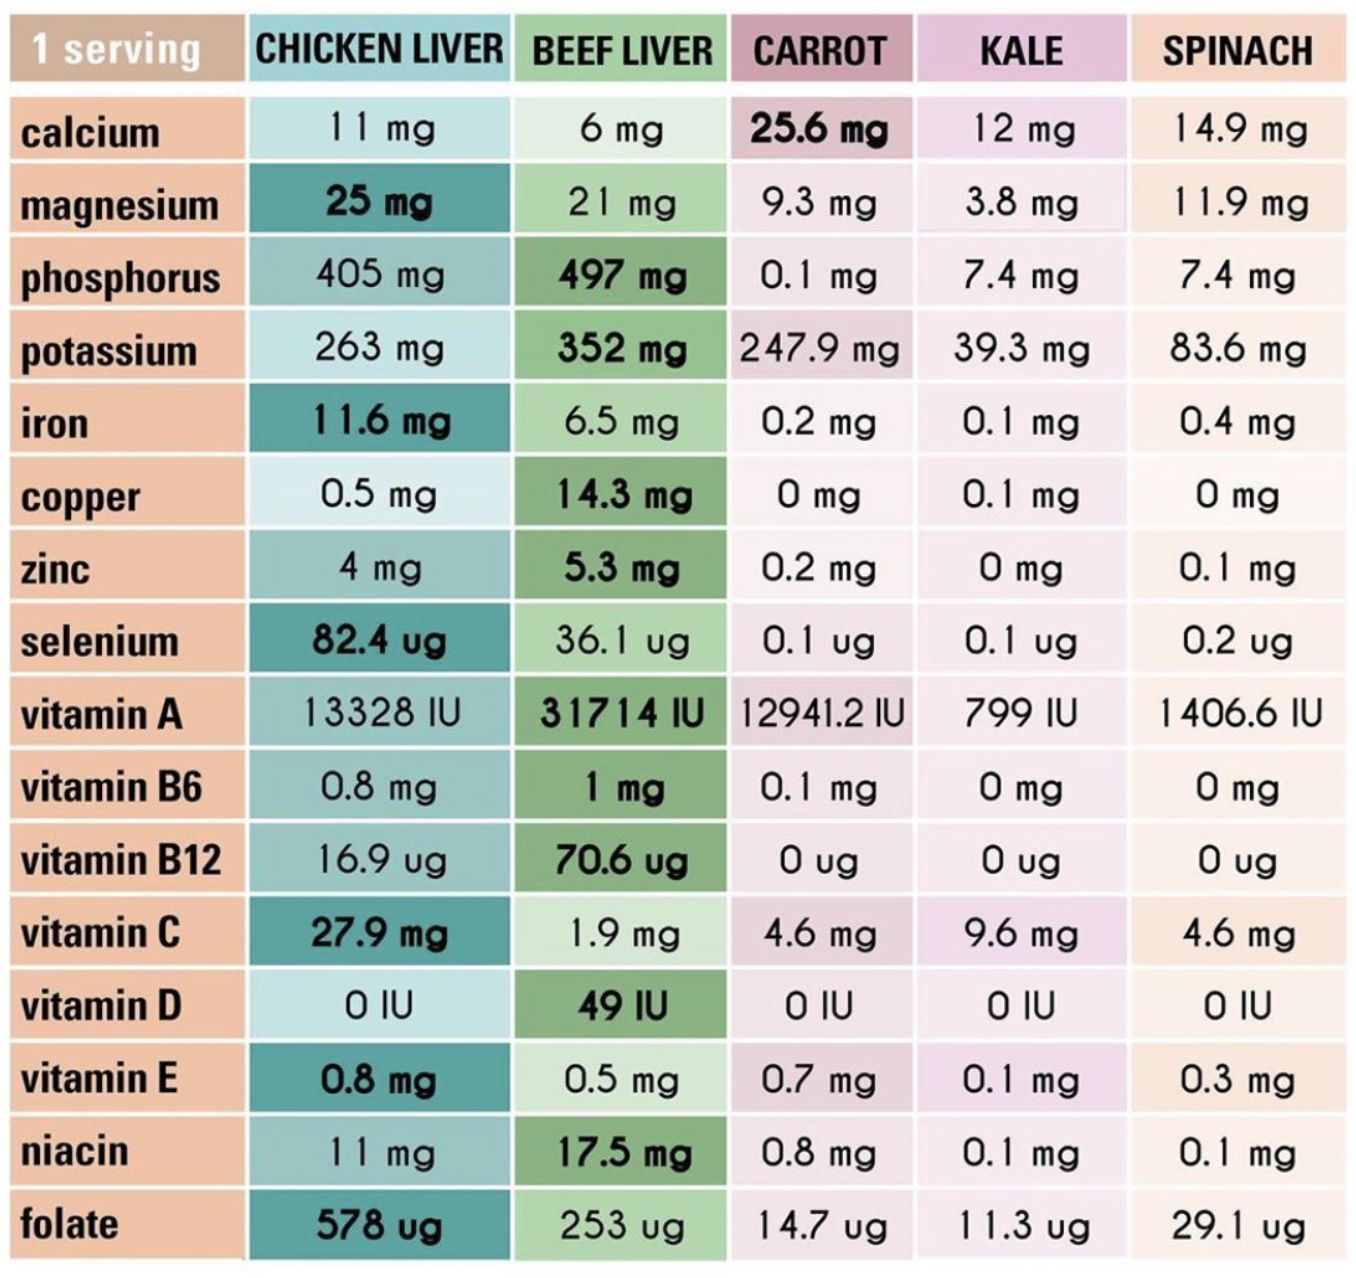 1 serving CHICKEN LIVER BEEF LIVER CARROT KALE SPINACH
calcium 11 mg 6 mg 25.6 mg 12 mg 14.9 mg
magnesium 25 mg 21 mg 9.3 mg 3.8 mg 11.9 mg
phosphorus 405 mg 497 mg 0.1 mg 7.4 mg 7.4 mg
potassium 263 mg 352 mg 247.9 mg 39.3 mg 83.6 mg
iron 11.6 mg 6.5 mg 0.2 mg 0.1 mg 0.4 mg
copper 0.5 mg 14.3 mg 0 mg 0.1 mg 0 mg
zinc 4 mg 5.3 mg 0.2 mg 0 mg 0.1 mg
selenium 82.4 ug 36.1 ug 0.1 ug 0.1 ug 0.2 ug
vitamin A 13328 IU 31714 IU 12941.2 IU 799 IU 1406.6 IU
vitamin B6 0.8 mg 1 mg 0.1 mg 0 mg 0 mg
vitamin B12 16.9 ug 70.6 ug 0 ug 0 ug 0 ug
vitamin C 27.9 mg 1.9 mg 4.6 mg 9.6 mg 4.6 mg
vitamin D 0 IU 49 IU 0 IU 0 IU 0 IU
vitamin E 0.8 mg 0.5 mg 0.7 mg 0.1 mg 0.3 mg
niacin 11 mg 17.5 mg 0.8 mg 0.1 mg 0.1 mg
folate 578 ug 253 ug 14.7 ug 11.3 ug 29.1 ug